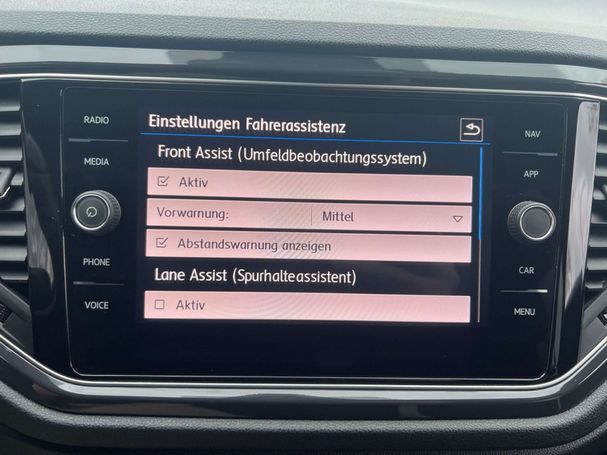 RADIO
MEDIA
PHONE
VOICE
Einstellungen Fahrerassistenz
Front Assist (Umfeldbeobachtungssystem)
Aktiv
Vorwarnung: Mittel
Abstandswarnung anzeigen
Lane Assist (Spurhalteassistent)
Aktiv
NAV
APP
CAR
MENU